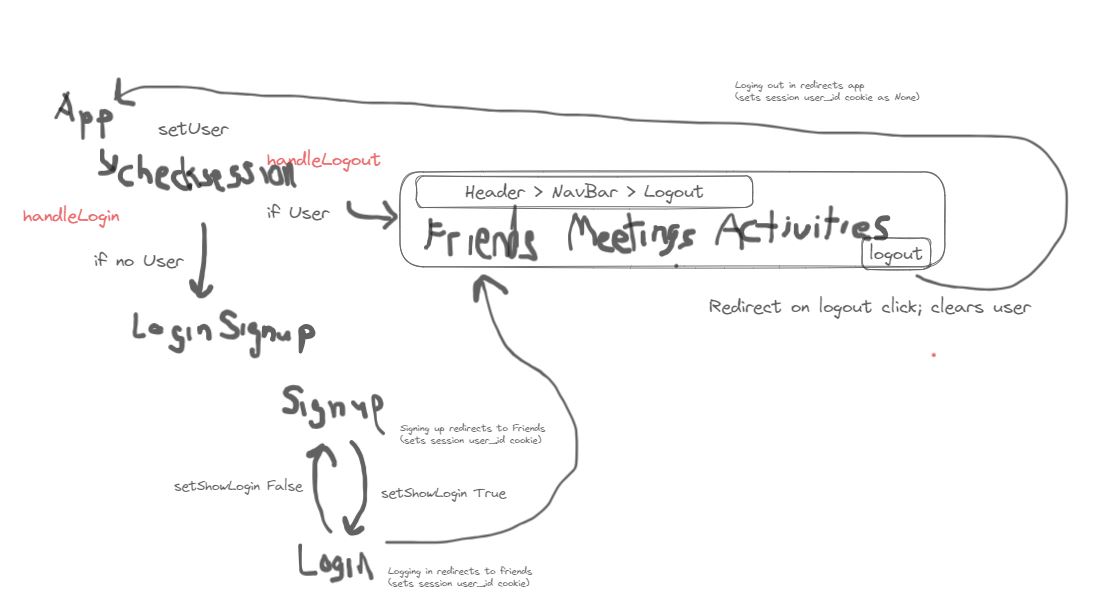 Loging out in redirects app
(sets session user_id cookie as None)
App
setUser
checksession
handleLogout
Header > NavBar > Logout
handleLogin
if User
Friends Meetings Activities
logout
if no User
Redirect on logout click; clears user
Login Signup
Signup
Signing up redirects to Friends
(sets session user_id cookie)
setShowLogin False
setShowLogin True
Login
Logging in redirects to friends
(sets session user_id cookie)